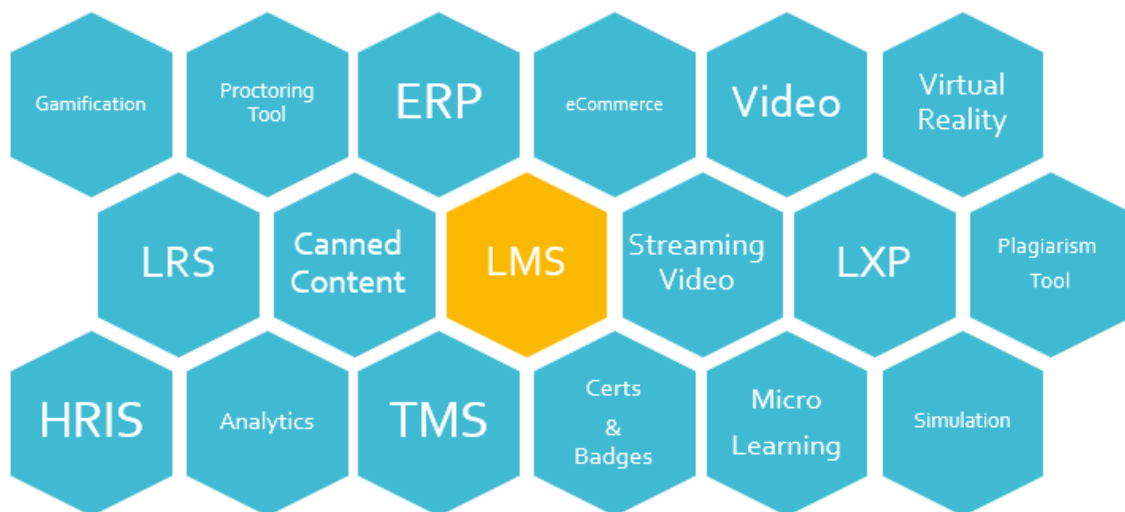 Gamification
Proctoring
Tool
ERP
eCommerce
Video
Virtual
Reality
LRS
Canned
Content
LMS
Streaming
Video
LXP
Plagiarism
Tool
HRIS
Analytics
TMS
Certs
&
Badges
Micro
Learning
Simulation